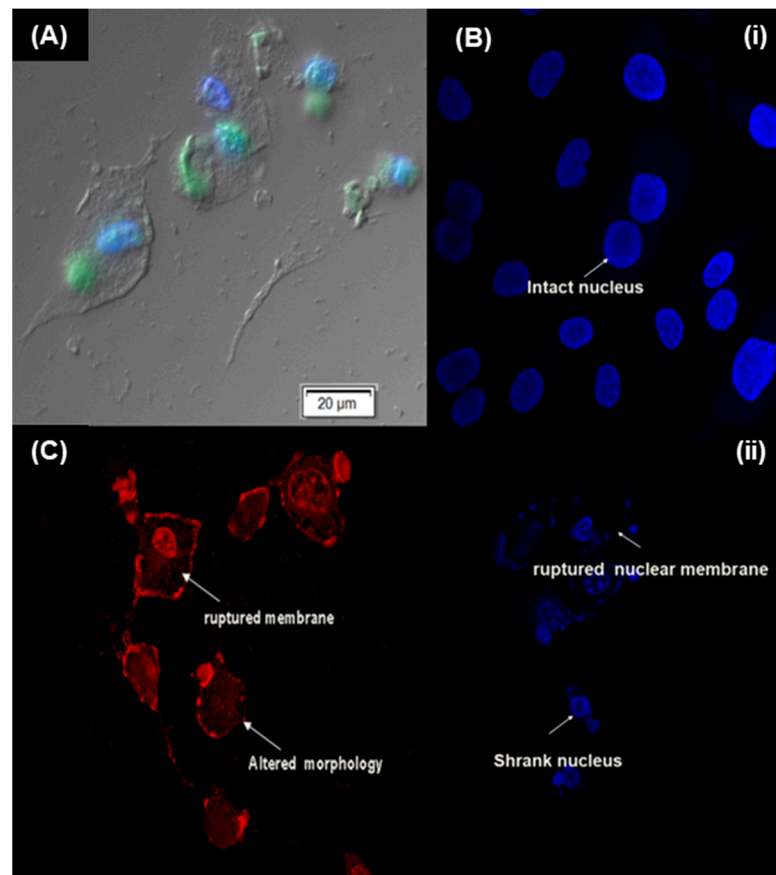 (A)
20 µm
(B)
(i)
Intact nucleus
(C)
ruptured membrane
Altered morphology
(ii)
ruptured nuclear membrane
Shrank nucleus